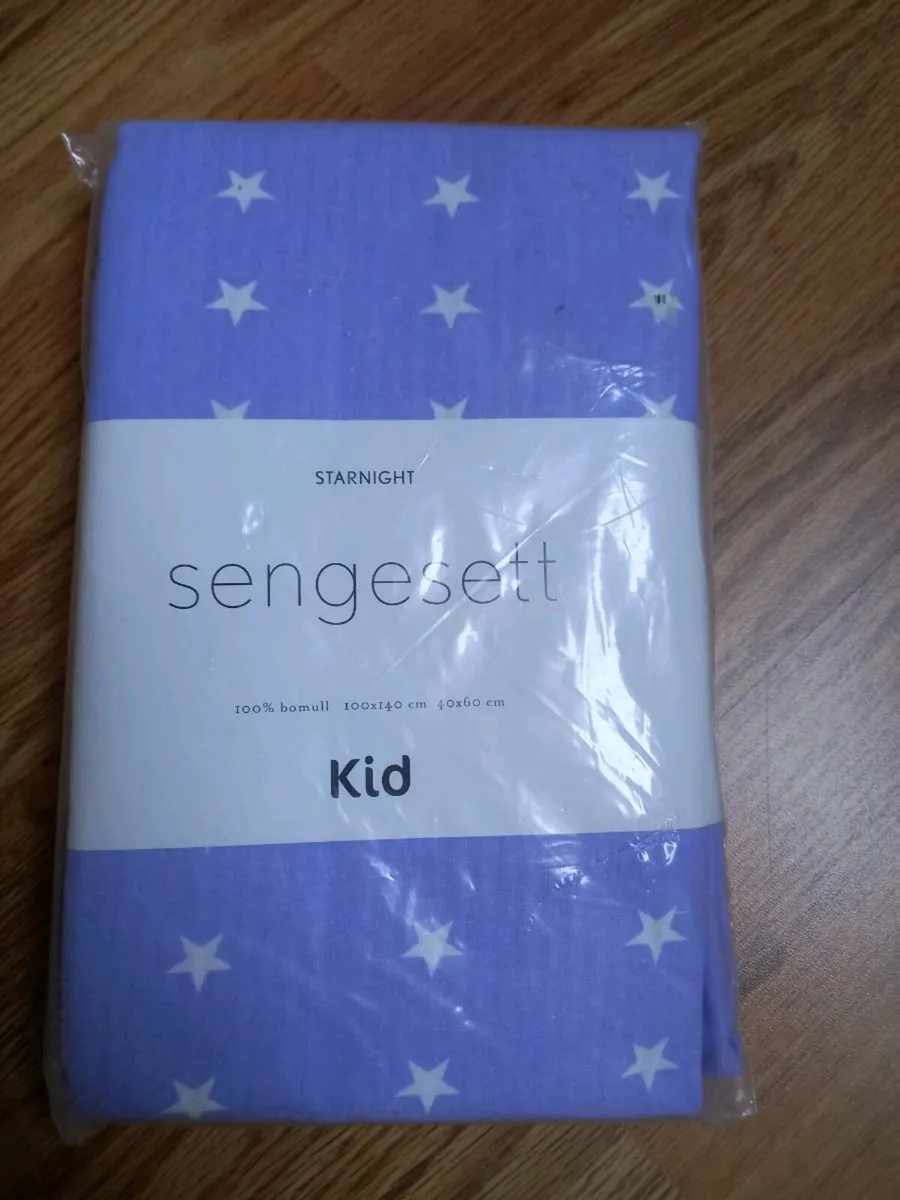 STARNIGHT
sengesett
100% bomull 100x140 cm 40x60 cm
Kid